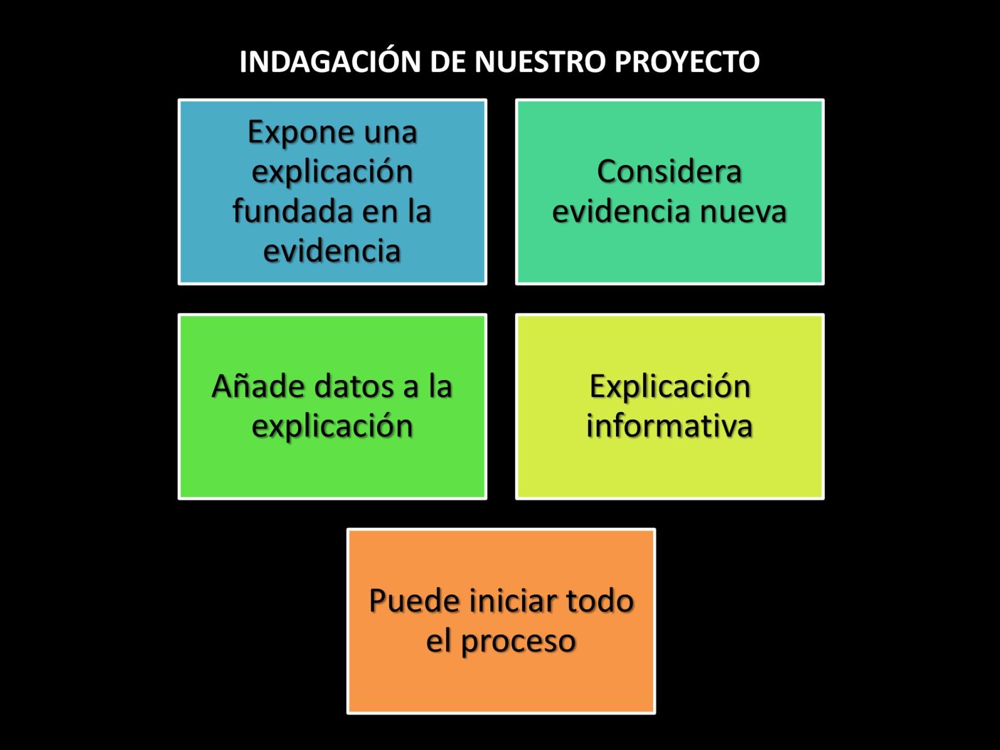 INDAGACIÓN DE NUESTRO PROYECTO
Expone una
explicación
fundada en la
evidencia
Considera
evidencia nueva
Añade datos a la
explicación
Explicación
informativa
Puede iniciar todo
el proceso